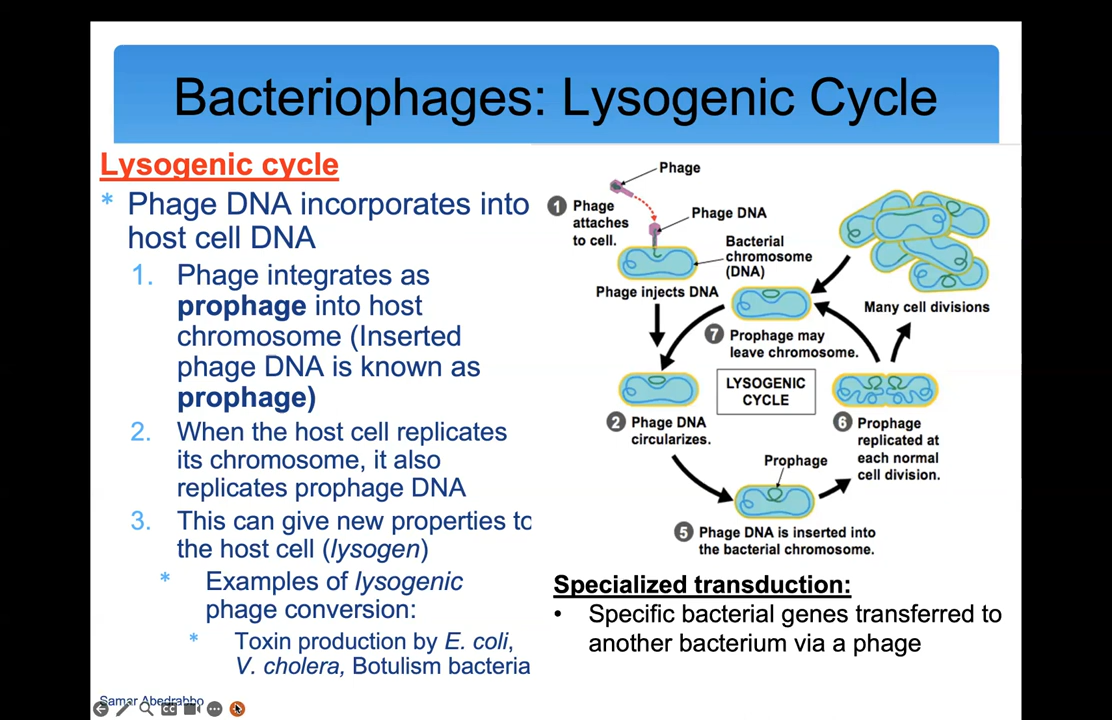 Bacteriophages: Lysogenic Cycle
Lysogenic cycle
* Phage DNA incorporates into
host cell DNA
1. Phage integrates as
prophage into host
chromosome (Inserted
phage DNA is known as
prophage)
2. When the host cell replicates
its chromosome, it also
replicates prophage DNA
3. This can give new properties to
the host cell (lysogen)
* Examples of lysogenic
phage conversion:
* Toxin production by E. coli,
V. cholera, Botulism bacteria
Phage
1 Phage
attaches
to cell.
Phage DNA
Bacterial
chromosome
(DNA)
Phage injects DNA
Many cell divisions
7 Prophage may
leave chromosome.
LYSOGENIC
CYCLE
2 Phage DNA
circularizes.
6 Prophage
replicated at
each normal
cell division.
Prophage
5 Phage DNA is inserted into
the bacterial chromosome.
Specialized transduction:
• Specific bacterial genes transferred to
another bacterium via a phage
Samar Abedrabbo
CC